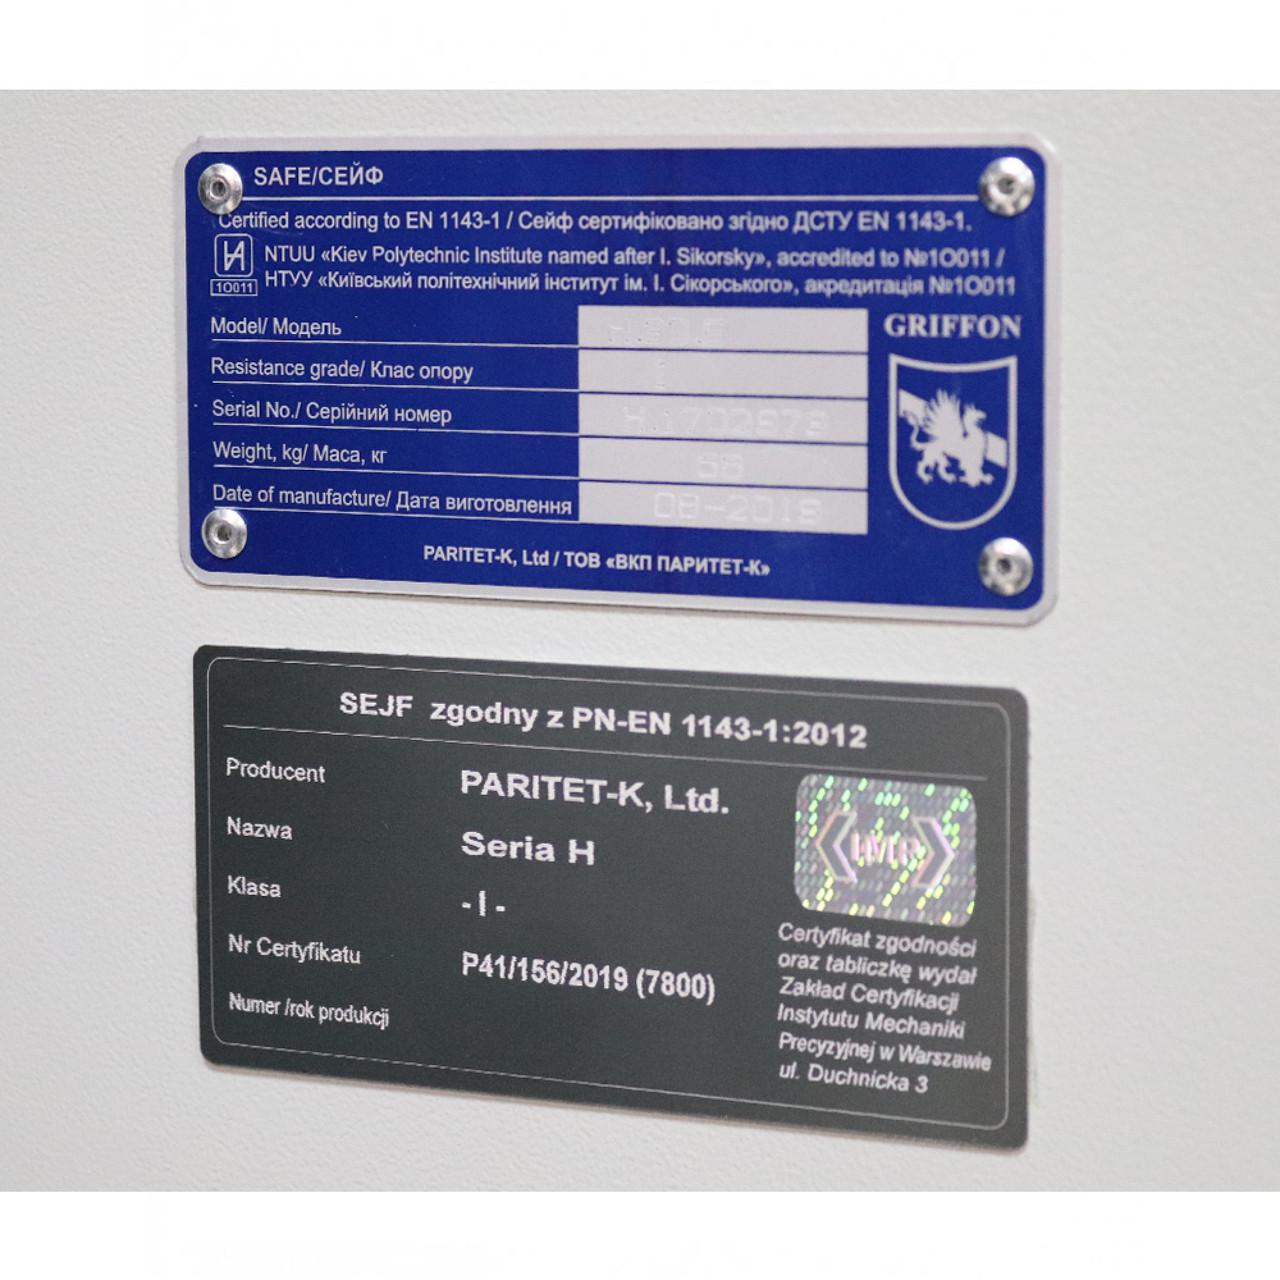 SAFE/СЕЙФ
Certified according to EN 1143-1 / Сейф сертифіковано згідно ДСТУ EN 1143-1.
NTUU «Kiev Polytechnic Institute named after I. Sikorsky», accredited to №1O011 /
1O011 НТУУ «Київський політехнічний інститут ім. І. Сікорського», акредитація №1O011
Model/ Модель
GRIFFON
Resistance grade/ Клас опору I
Serial No./ Серійний номер
Weight, kg/ Маса, кг
Date of manufacture/ Дата виготовлення
PARITET-K, Ltd / ТОВ «ВКП ПАРИТЕТ-К»
SEJF zgodny z PN-EN 1143-1:2012
Producent PARITET-K, Ltd.
Nazwa Seria H
Klasa - I -
Nr Certyfikatu P41/156/2019 (7800)
Numer /rok produkcji
IMP
Certyfikat zgodności
oraz tabliczkę wydał
Zakład Certyfikacji
Instytutu Mechaniki
Precyzyjnej w Warszawie
ul. Duchnicka 3